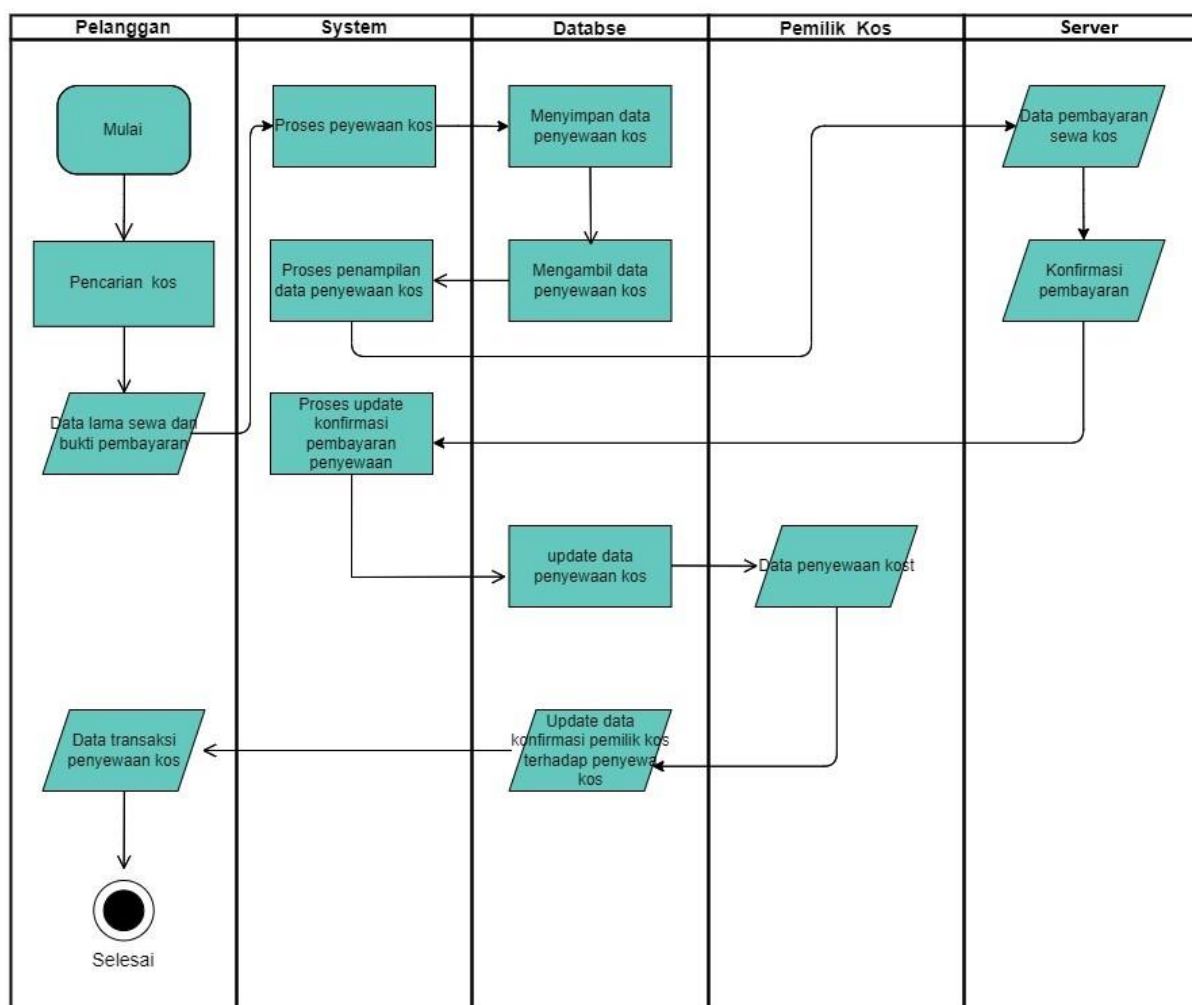 Pelanggan
System
Databse
Pemilik Kos
Server
Mulai
Proses peyewaan kos
Menyimpan data
penyewaan kos
Data pembayaran
sewa kos
Pencarian kos
Proses penampilan
data penyewaan kos
Mengambil data
penyewaan kos
Konfirmasi
pembayaran
Data lama sewa dan
bukti pembayaran
Proses update
konfirmasi
pembayaran
penyewaan
update data
penyewaan kos
Data penyewaan kost
Data transaksi
penyewaan kos
Update data
konfirmasi pemilik kos
terhadap penyewa
kos
Selesai